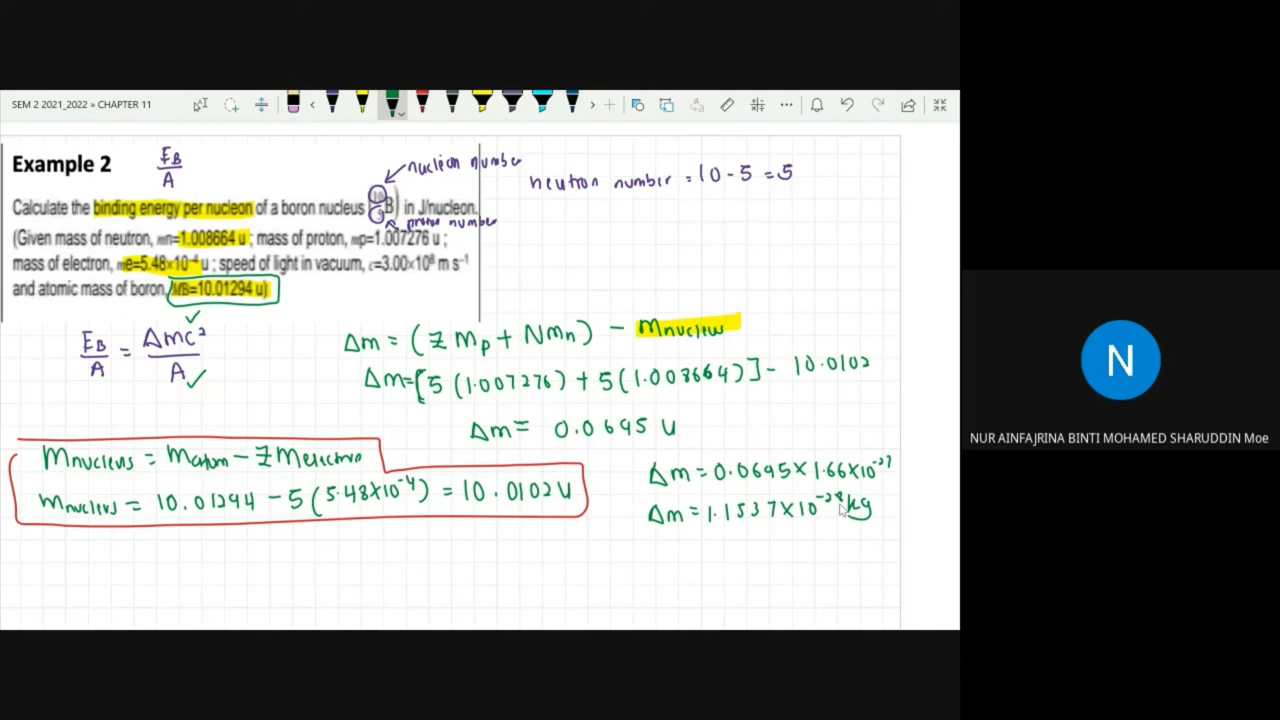 SEM 2 2021_2022 » CHAPTER 11
Example 2
E_B/A
nucleon number
neutron number = 10 - 5 = 5
Calculate the binding energy per nucleon of a boron nucleus (¹⁰₅B) in J/nucleon.
proton number
(Given mass of neutron, mn=1.008664 u ; mass of proton, mp=1.007276 u ;
mass of electron, me=5.48×10⁻⁴ u ; speed of light in vacuum, c=3.00×10⁸ m s⁻¹
and atomic mass of boron, MB=10.01294 u)
E_B/A = Δmc²/A
Δm = (Z Mp + NMn) - Mnucleus
Δm = [5 (1.007276) + 5 (1.008664)] - 10.0102
Δm = 0.0695 u
Mnucleus = Matom - Z Melectron
Mnucleus = 10.01294 - 5 (5.48×10⁻⁴) = 10.0102 u
Δm = 0.0695 × 1.66×10⁻²⁷
Δm = 1.1537×10⁻²⁸ kg
N
NUR AINFAJRINA BINTI MOHAMED SHARUDDIN Moe